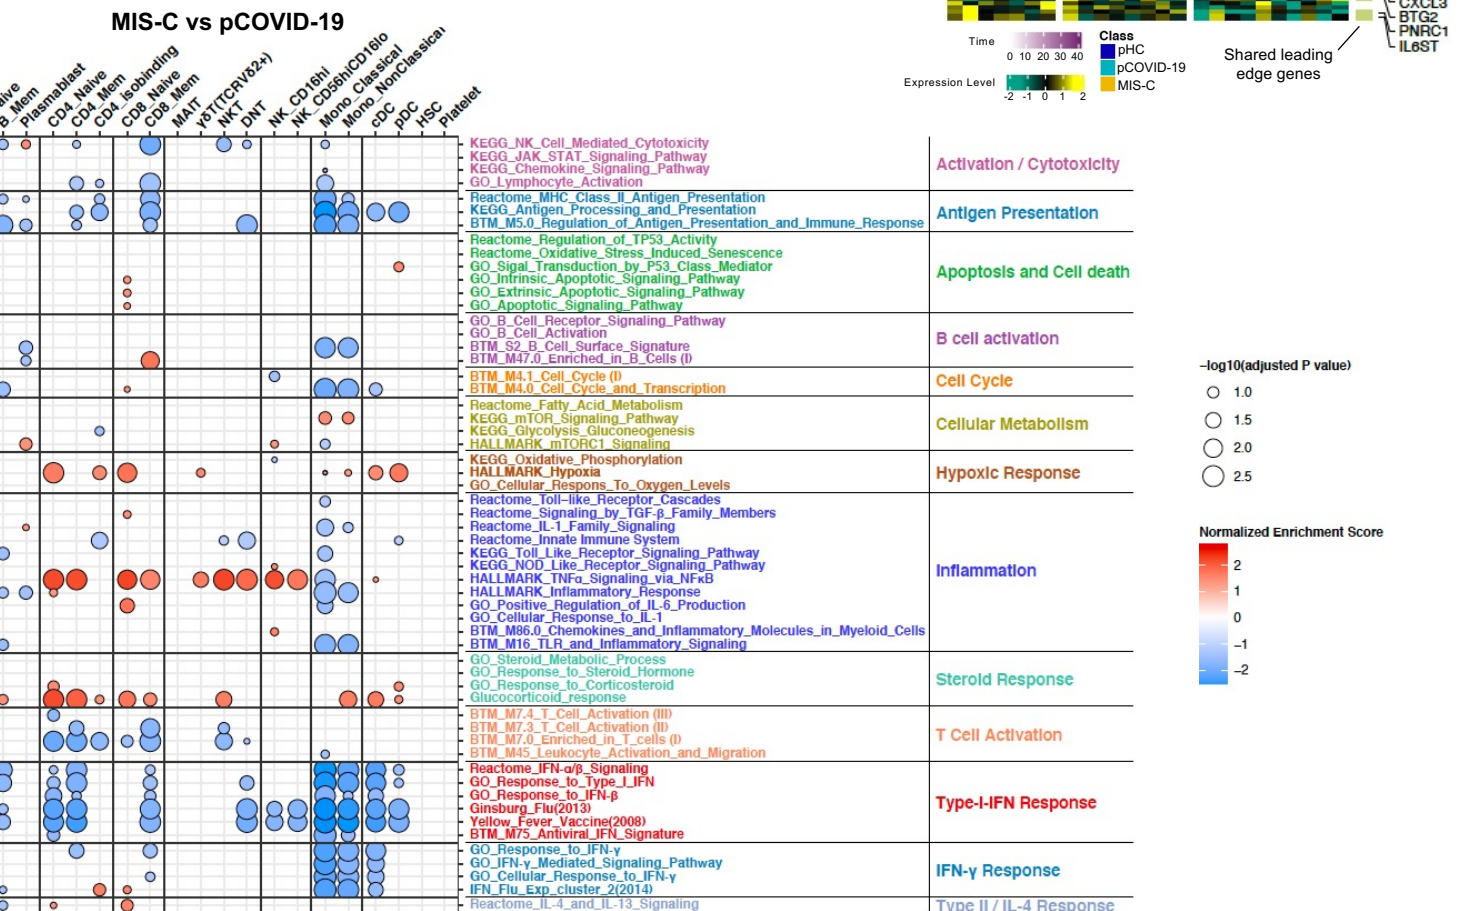 MIS-C vs pCOVID-19
B_Mem
Plasmablast
CD4_Naive
CD4_Mem
CD4_isobinding
CD8_Naive
CD8_Mem
MAIT
γδT(TCRVδ2+)
NKT
DNT
NK_CD16hi
NK_CD56hiCD16lo
Mono_Classical
Mono_NonClassical
cDC
pDC
HSC
Platelet
Time
0 10 20 30 40
Expression Level
-2 -1 0 1 2
Class
pHC
pCOVID-19
MIS-C
CXCL3
BTG2
PNRC1
IL6ST
Shared leading
edge genes
KEGG_NK_Cell_Mediated_Cytotoxicity
KEGG_JAK_STAT_Signaling_Pathway
KEGG_Chemokine_Signaling_Pathway
GO_Lymphocyte_Activation
Activation / Cytotoxicity
Reactome_MHC_Class_II_Antigen_Presentation
KEGG_Antigen_Processing_and_Presentation
BTM_M5.0_Regulation_of_Antigen_Presentation_and_Immune_Response
Antigen Presentation
Reactome_Regulation_of_TP53_Activity
Reactome_Oxidative_Stress_Induced_Senescence
GO_Sigal_Transduction_by_P53_Class_Mediator
GO_Intrinsic_Apoptotic_Signaling_Pathway
GO_Extrinsic_Apoptotic_Signaling_Pathway
GO_Apoptotic_Signaling_Pathway
Apoptosis and Cell death
GO_B_Cell_Receptor_Signaling_Pathway
GO_B_Cell_Activation
BTM_S2_B_Cell_Surface_Signature
BTM_M47.0_Enriched_in_B_Cells (I)
B cell activation
BTM_M4.1_Cell_Cycle (I)
BTM_M4.0_Cell_Cycle_and_Transcription
Cell Cycle
Reactome_Fatty_Acid_Metabolism
KEGG_mTOR_Signaling_Pathway
KEGG_Glycolysis_Gluconeogenesis
HALLMARK_mTORC1_Signaling
Cellular Metabolism
KEGG_Oxidative_Phosphorylation
HALLMARK_Hypoxia
GO_Cellular_Respons_To_Oxygen_Levels
Hypoxic Response
Reactome_Toll−like_Receptor_Cascades
Reactome_Signaling_by_TGF-β_Family_Members
Reactome_IL-1_Family_Signaling
Reactome_Innate Immune_System
KEGG_Toll_Like_Receptor_Signaling_Pathway
KEGG_NOD_Like_Receptor_Signaling_Pathway
HALLMARK_TNFα_Signaling_via_NFκB
HALLMARK_Inflammatory_Response
GO_Positive_Regulation_of_IL-6_Production
GO_Cellular_Response_to_IL-1
BTM_M86.0_Chemokines_and_Inflammatory_Molecules_in_Myeloid_Cells
BTM_M16_TLR_and_Inflammatory_Signaling
Inflammation
GO_Steroid_Metabolic_Process
GO_Response_to_Steroid_Hormone
GO_Response_to_Corticosteroid
Glucocorticoid_response
Steroid Response
BTM_M7.4_T_Cell_Activation (III)
BTM_M7.3_T_Cell_Activation (II)
BTM_M7.0_Enriched_in_T_cells (I)
BTM_M45_Leukocyte_Activation_and_Migration
T Cell Activation
Reactome_IFN-α/β_Signaling
GO_Response_to_Type_I_IFN
GO_Response_to_IFN-β
Ginsburg_Flu(2013)
Yellow_Fever_Vaccine(2008)
BTM_M75_Antiviral_IFN_Signature
Type-I-IFN Response
GO_Response_to_IFN-γ
GO_IFN-γ_Mediated_Signaling_Pathway
GO_Cellular_Response_to_IFN-γ
IFN_Flu_Exp_cluster_2(2014)
IFN-γ Response
Reactome_IL-4_and_IL-13_Signaling
Type II / IL-4 Response
−log10(adjusted P value)
1.0
1.5
2.0
2.5
Normalized Enrichment Score
2
1
0
−1
−2